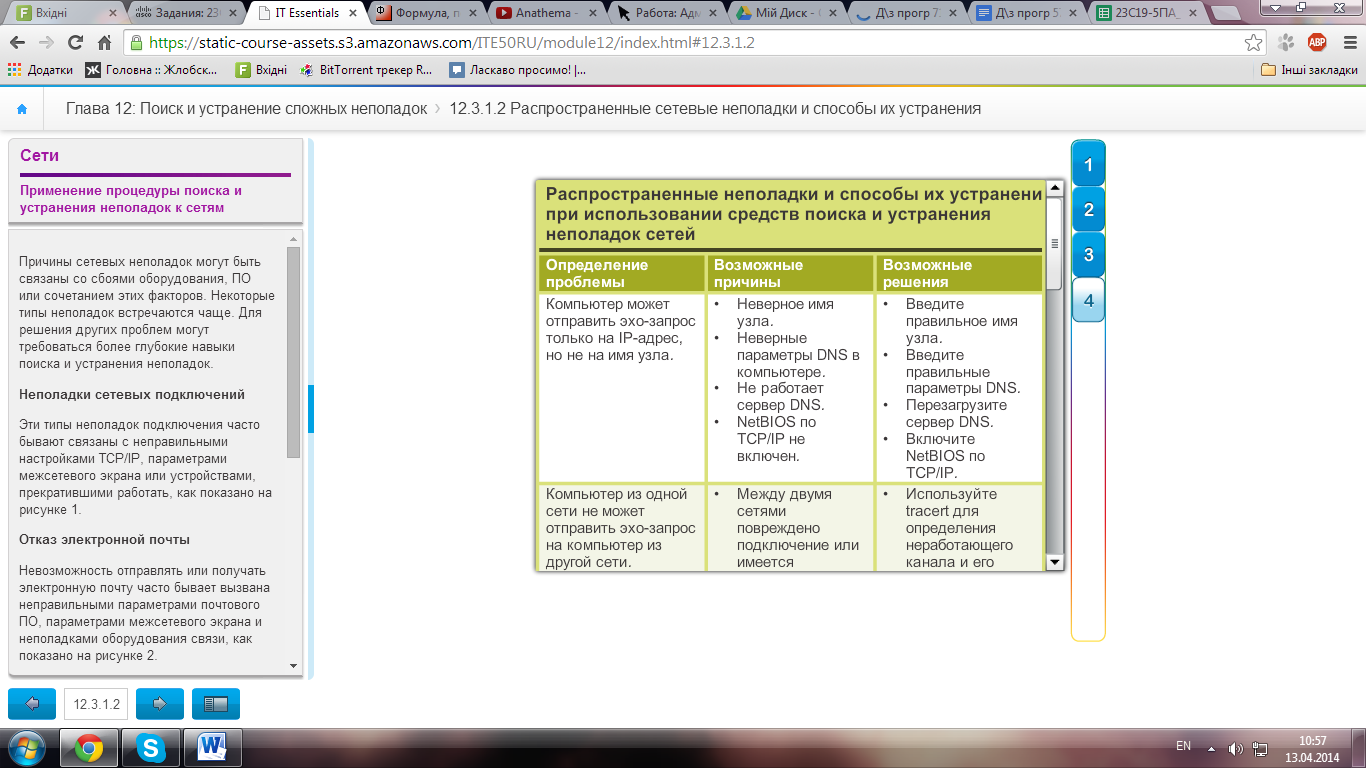 Вхідні
Задания: 230
IT Essentials
Формула, п
Anathema -
Работа: Адм
Мій Диск - G
Д\з прогр 7
Д\з прогр 5
23С19-5ПА_
https://static-course-assets.s3.amazonaws.com/ITE50RU/module12/index.html#12.3.1.2
ABP
Додатки
Головна :: Жлобск...
Вхідні
BitTorrent трекер R...
Ласкаво просимо! |...
Інші закладки
Глава 12: Поиск и устранение сложных неполадок
12.3.1.2 Распространенные сетевые неполадки и способы их устранения
Сети
Применение процедуры поиска и
устранения неполадок к сетям
Причины сетевых неполадок могут быть
связаны со сбоями оборудования, ПО
или сочетанием этих факторов. Некоторые
типы неполадок встречаются чаще. Для
решения других проблем могут
требоваться более глубокие навыки
поиска и устранения неполадок.
Неполадки сетевых подключений
Эти типы неполадок подключения часто
бывают связаны с неправильными
настройками TCP/IP, параметрами
межсетевого экрана или устройствами,
прекратившими работать, как показано на
рисунке 1.
Отказ электронной почты
Невозможность отправлять или получать
электронную почту часто бывает вызвана
неправильными параметрами почтового
ПО, параметрами межсетевого экрана и
неполадками оборудования связи, как
показано на рисунке 2.
12.3.1.2
Распространенные неполадки и способы их устранени
при использовании средств поиска и устранения
неполадок сетей
Определение
проблемы
Возможные
причины
Возможные
решения
Компьютер может
отправить эхо-запрос
только на IP-адрес,
но не на имя узла.
• Неверное имя
узла.
• Неверные
параметры DNS в
компьютере.
• Не работает
сервер DNS.
• NetBIOS по
TCP/IP не
включен.
• Введите
правильное имя
узла.
• Введите
правильные
параметры DNS.
• Перезагрузите
сервер DNS.
• Включите
NetBIOS по
TCP/IP.
Компьютер из одной
сети не может
отправить эхо-запрос
на компьютер из
другой сети.
• Между двумя
сетями
повреждено
подключение или
имеется
• Используйте
tracert для
определения
неработающего
канала и его
1
2
3
4
EN
10:57
13.04.2014